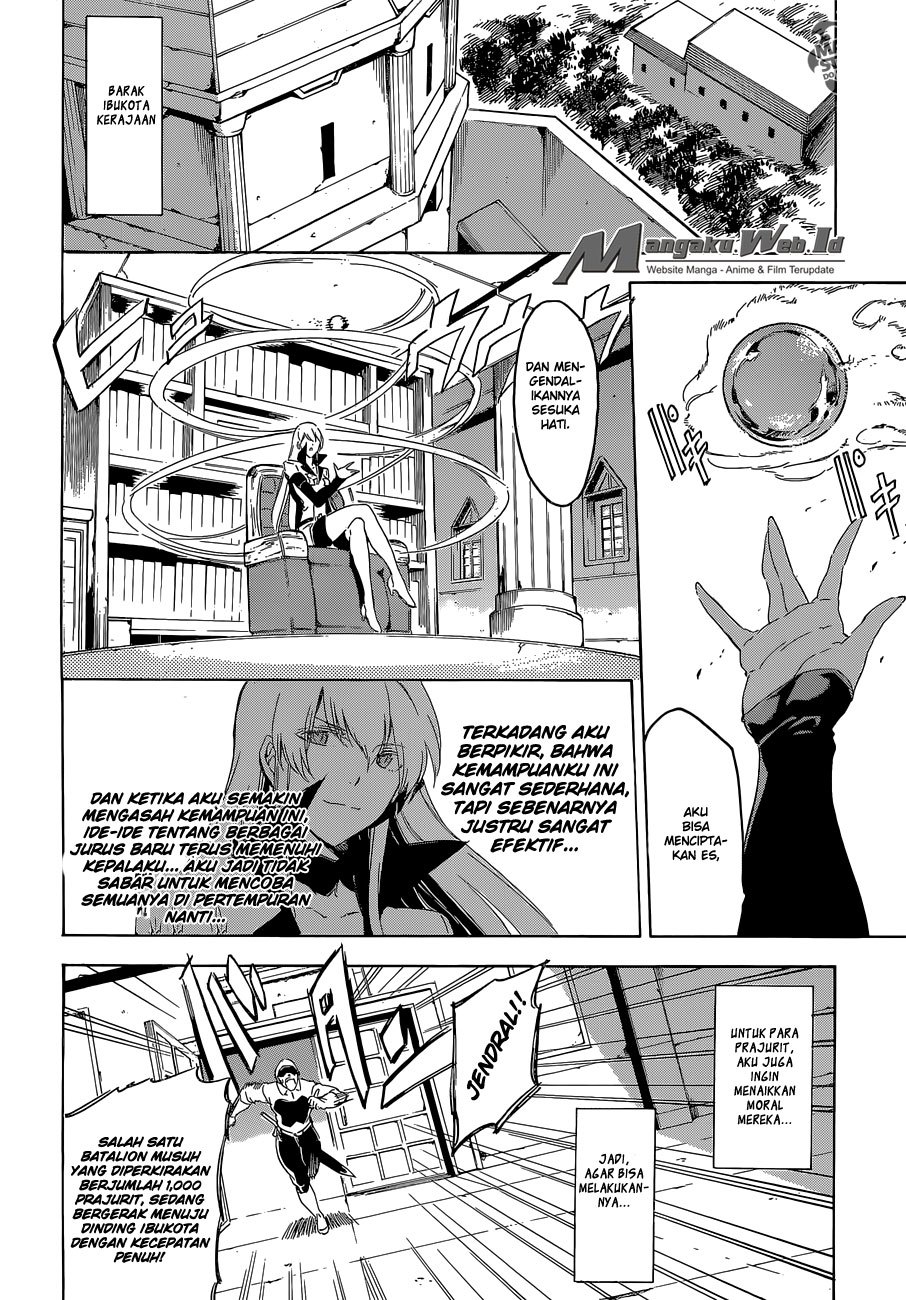 BARAK
IBUKOTA
KERAJAAN
Mangaku.Web.Id
Website Manga - Anime & Film Terupdate
AKU
BISA
MENCIPTA-
KAN ES,
DAN MEN-
GENDAL-
IKANNYA
SESUKA
HATI.
TERKADANG AKU
BERPIKIR, BAHWA
KEMAMPUANKU INI
SANGAT SEDERHANA,
TAPI SEBENARNYA
JUSTRU SANGAT
EFEKTIF...
DAN KETIKA AKU SEMAKIN
MENGASAH KEMAMPUAN INI,
IDE-IDE TENTANG BERBAGAI
JURUS BARU TERUS MEMENUHI
KEPALAKU... AKU JADI TIDAK
SABAR UNTUK MENCOBA
SEMUANYA DI PERTEMPURAN
NANTI...
UNTUK PARA
PRAJURIT,
AKU JUGA
INGIN
MENAIKKAN
MORAL
MEREKA...
JADI,
AGAR BISA
MELAKUKAN-
NYA...
JENDRAL!!
SALAH SATU
BATALION MUSUH
YANG DIPERKIRAKAN
BERJUMLAH 1,000
PRAJURIT, SEDANG
BERGERAK MENUJU
DINDING IBUKOTA
DENGAN KECEPATAN
PENUH!